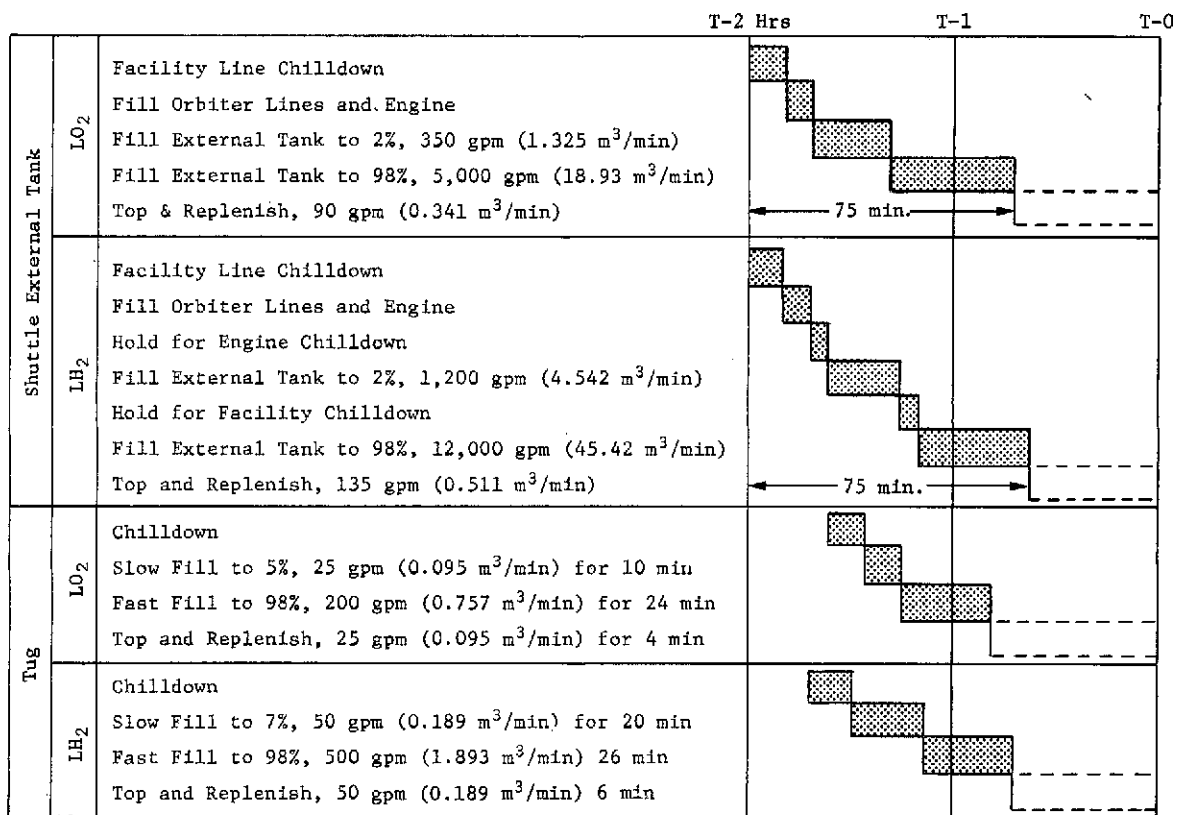 T-2 Hrs T-1 T-0
Shuttle External Tank
LO2
Facility Line Chilldown
Fill Orbiter Lines and Engine
Fill External Tank to 2%, 350 gpm (1.325 m3/min)
Fill External Tank to 98%, 5,000 gpm (18.93 m3/min)
Top & Replenish, 90 gpm (0.341 m3/min)
75 min.
LH2
Facility Line Chilldown
Fill Orbiter Lines and Engine
Hold for Engine Chilldown
Fill External Tank to 2%, 1,200 gpm (4.542 m3/min)
Hold for Facility Chilldown
Fill External Tank to 98%, 12,000 gpm (45.42 m3/min)
Top and Replenish, 135 gpm (0.511 m3/min)
75 min.
Tug
LO2
Chilldown
Slow Fill to 5%, 25 gpm (0.095 m3/min) for 10 min
Fast Fill to 98%, 200 gpm (0.757 m3/min) for 24 min
Top and Replenish, 25 gpm (0.095 m3/min) for 4 min
LH2
Chilldown
Slow Fill to 7%, 50 gpm (0.189 m3/min) for 20 min
Fast Fill to 98%, 500 gpm (1.893 m3/min) 26 min
Top and Replenish, 50 gpm (0.189 m3/min) 6 min